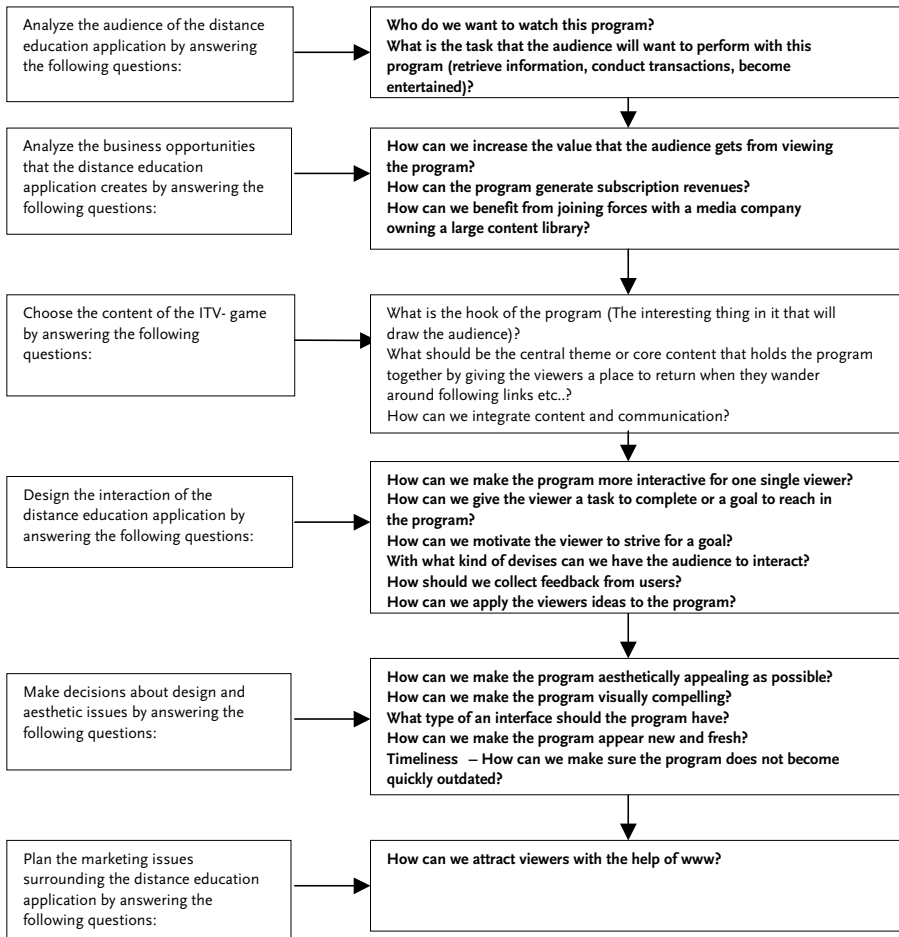 Analyze the audience of the distance
education application by answering
the following questions:
Who do we want to watch this program?
What is the task that the audience will want to perform with this
program (retrieve information, conduct transactions, become
entertained)?
Analyze the business opportunities
that the distance education
application creates by answering the
following questions:
How can we increase the value that the audience gets from viewing
the program?
How can the program generate subscription revenues?
How can we benefit from joining forces with a media company
owning a large content library?
Choose the content of the ITV- game
by answering the following
questions:
What is the hook of the program (The interesting thing in it that will
draw the audience)?
What should be the central theme or core content that holds the program
together by giving the viewers a place to return when they wander
around following links etc..?
How can we integrate content and communication?
Design the interaction of the
distance education application by
answering the following questions:
How can we make the program more interactive for one single viewer?
How can we give the viewer a task to complete or a goal to reach in
the program?
How can we motivate the viewer to strive for a goal?
With what kind of devises can we have the audience to interact?
How should we collect feedback from users?
How can we apply the viewers ideas to the program?
Make decisions about design and
aesthetic issues by answering the
following questions:
How can we make the program aesthetically appealing as possible?
How can we make the program visually compelling?
What type of an interface should the program have?
How can we make the program appear new and fresh?
Timeliness – How can we make sure the program does not become
quickly outdated?
Plan the marketing issues
surrounding the distance education
application by answering the
following questions:
How can we attract viewers with the help of www?